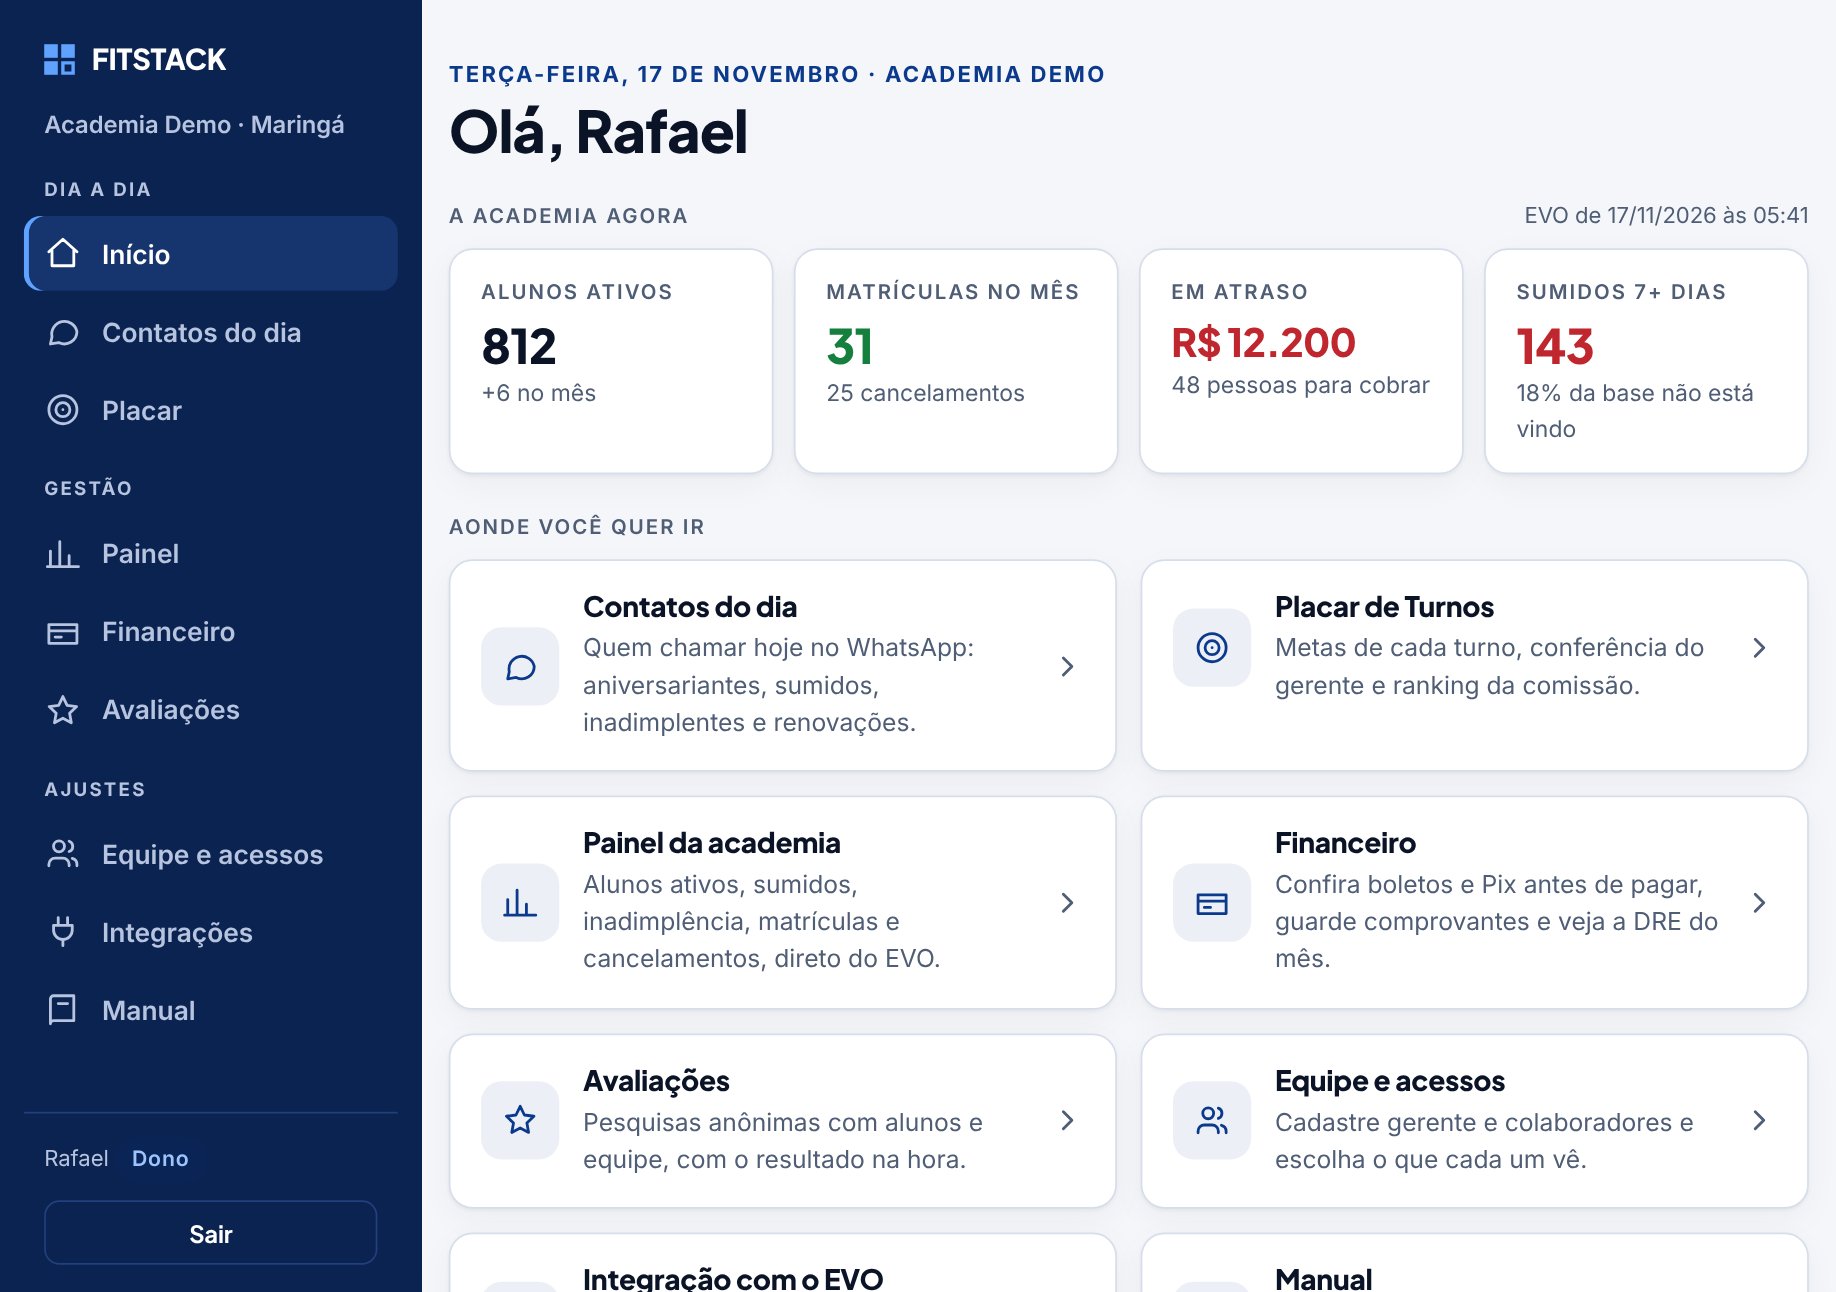 FITSTACK
Academia Demo · Maringá
DIA A DIA
Início
Contatos do dia
Placar
GESTÃO
Painel
Financeiro
Avaliações
AJUSTES
Equipe e acessos
Integrações
Manual
Rafael Dono
Sair
TERÇA-FEIRA, 17 DE NOVEMBRO · ACADEMIA DEMO
Olá, Rafael
A ACADEMIA AGORA
EVO de 17/11/2026 às 05:41
ALUNOS ATIVOS
812
+6 no mês
MATRÍCULAS NO MÊS
31
25 cancelamentos
EM ATRASO
R$ 12.200
48 pessoas para cobrar
SUMIDOS 7+ DIAS
143
18% da base não está
vindo
AONDE VOCÊ QUER IR
Contatos do dia
Quem chamar hoje no WhatsApp:
aniversariantes, sumidos,
inadimplentes e renovações.
Placar de Turnos
Metas de cada turno, conferência do
gerente e ranking da comissão.
Painel da academia
Alunos ativos, sumidos,
inadimplência, matrículas e
cancelamentos, direto do EVO.
Financeiro
Confira boletos e Pix antes de pagar,
guarde comprovantes e veja a DRE do
mês.
Avaliações
Pesquisas anônimas com alunos e
equipe, com o resultado na hora.
Equipe e acessos
Cadastre gerente e colaboradores e
escolha o que cada um vê.
Integração com o EVO
Manual